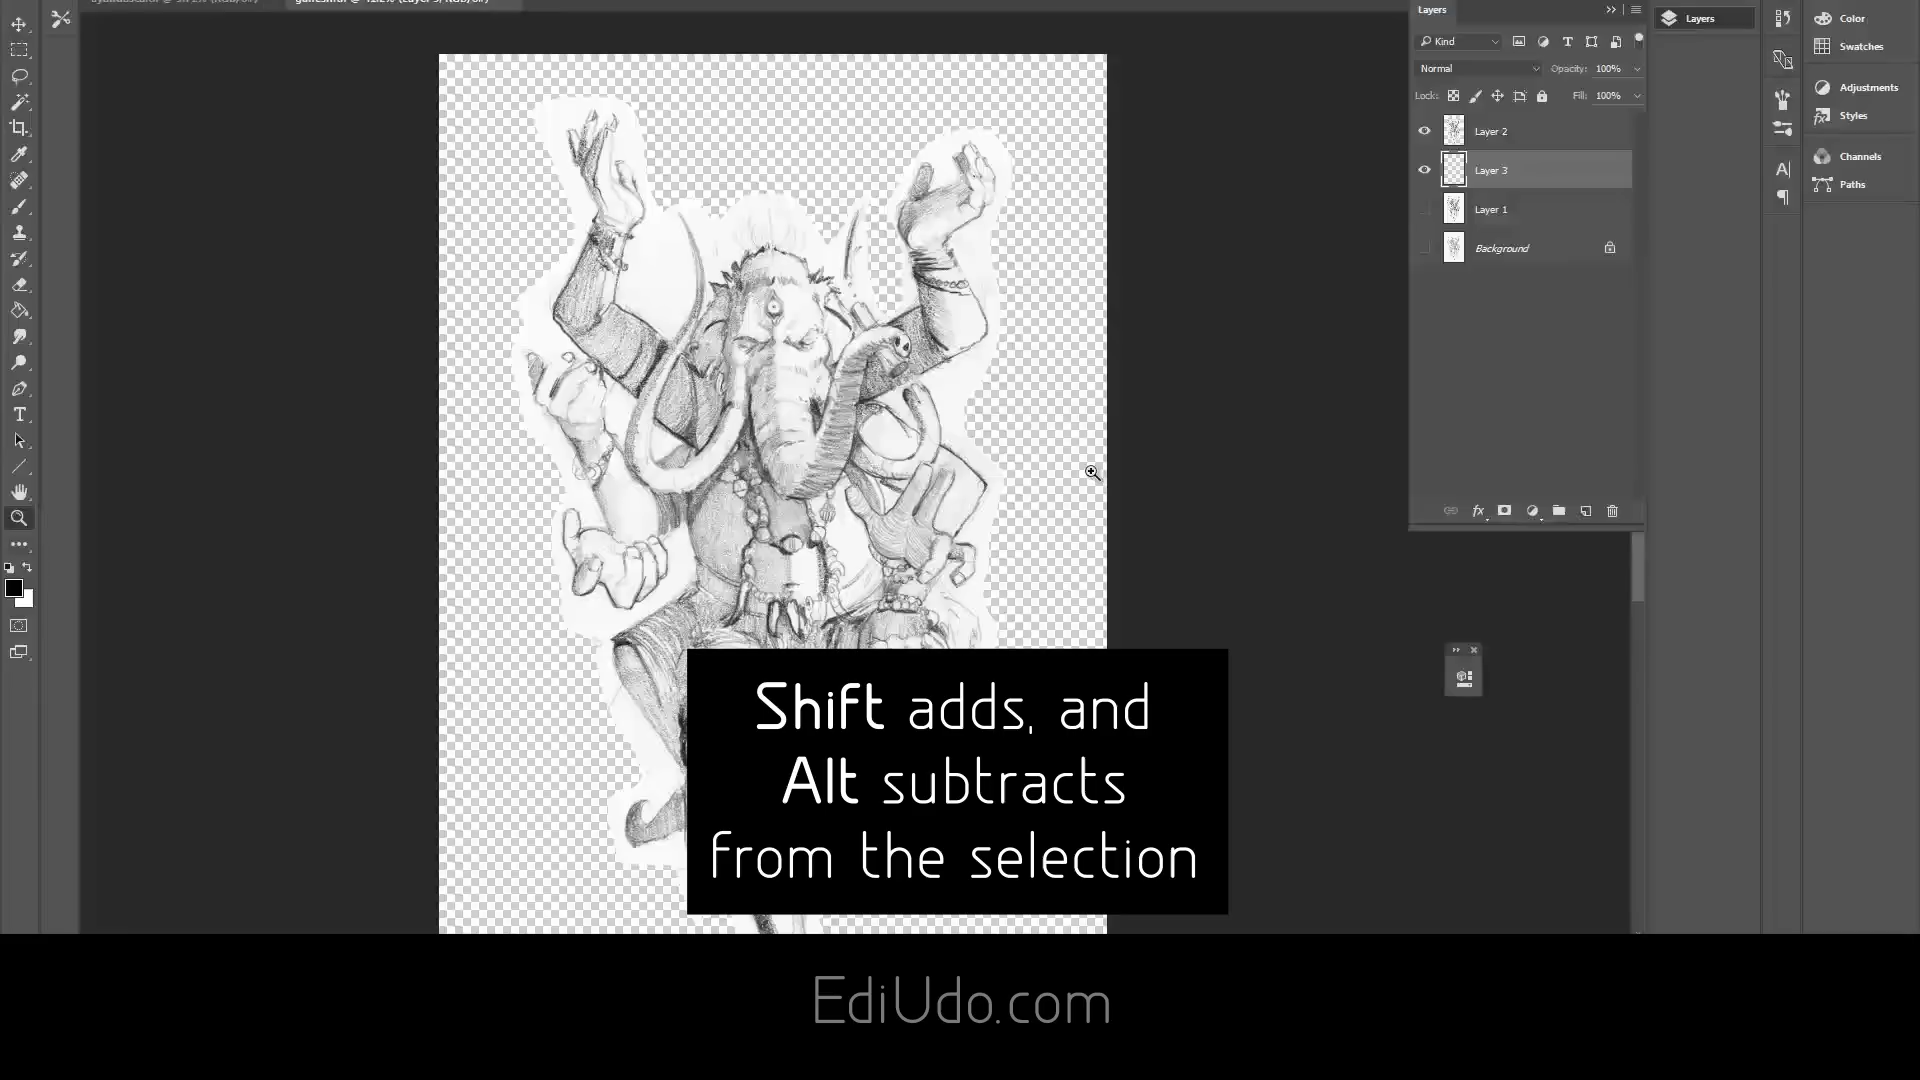 Layers
Kind
Normal
Opacity: 100%
Lock:
Fill: 100%
Layer 2
Layer 3
Layer 1
Background
Layers
Color
Swatches
Adjustments
Styles
Channels
Paths
Shift adds, and
Alt subtracts
from the selection
EdiUdo.com